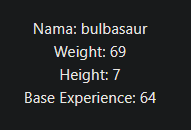 Nama: bulbasaur
Weight: 69
Height: 7
Base Experience: 64